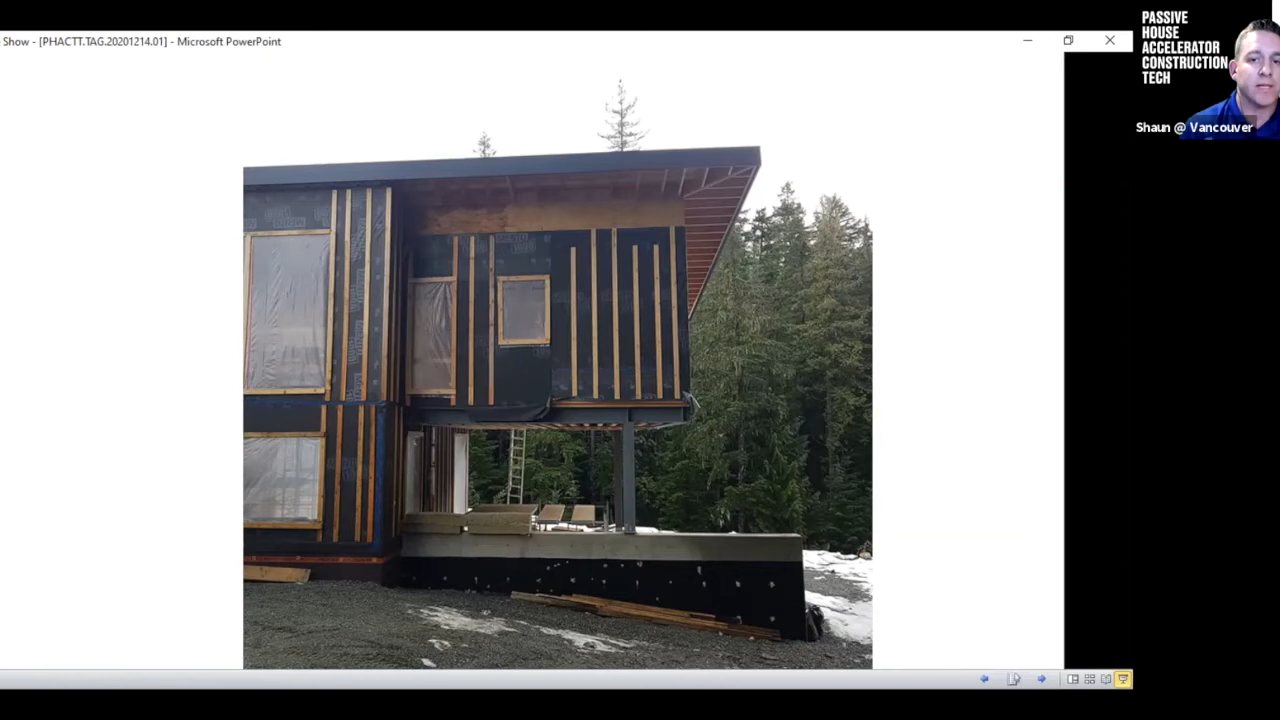 Show - [PHACTT.TAG.20201214.01] - Microsoft PowerPoint
PASSIVE
HOUSE
ACCELERATOR
CONSTRUCTION
TECH
Shaun @ Vancouver